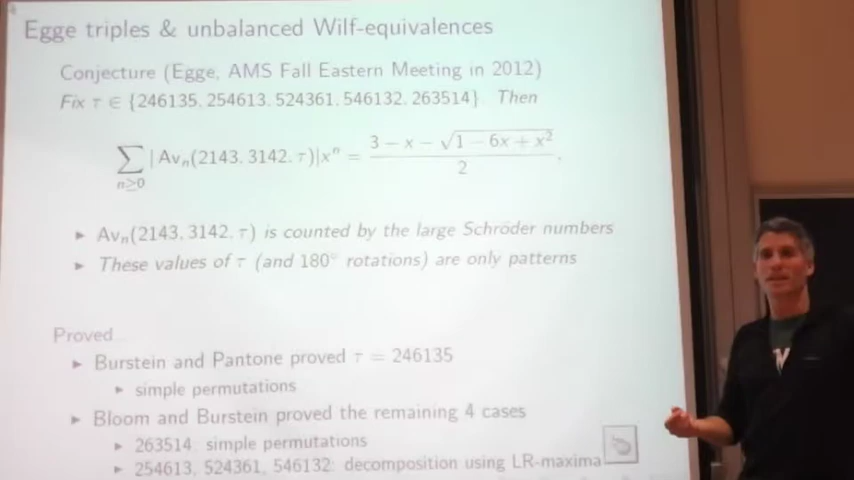 Egge triples & unbalanced Wilf-equivalences
Conjecture (Egge, AMS Fall Eastern Meeting in 2012)
Fix τ ∈ {246135, 254613, 524361, 546132, 263514}. Then
∑_{n≥0} |Av_n(2143, 3142, τ)|x^n = (3 − x − √(1 − 6x + x^2)) / 2 .
▸ Av_n(2143, 3142, τ) is counted by the large Schröder numbers
▸ These values of τ (and 180° rotations) are only patterns
Proved
▸ Burstein and Pantone proved τ = 246135
▸ simple permutations
▸ Bloom and Burstein proved the remaining 4 cases
▸ 263514: simple permutations
▸ 254613, 524361, 546132: decomposition using LR-maxima